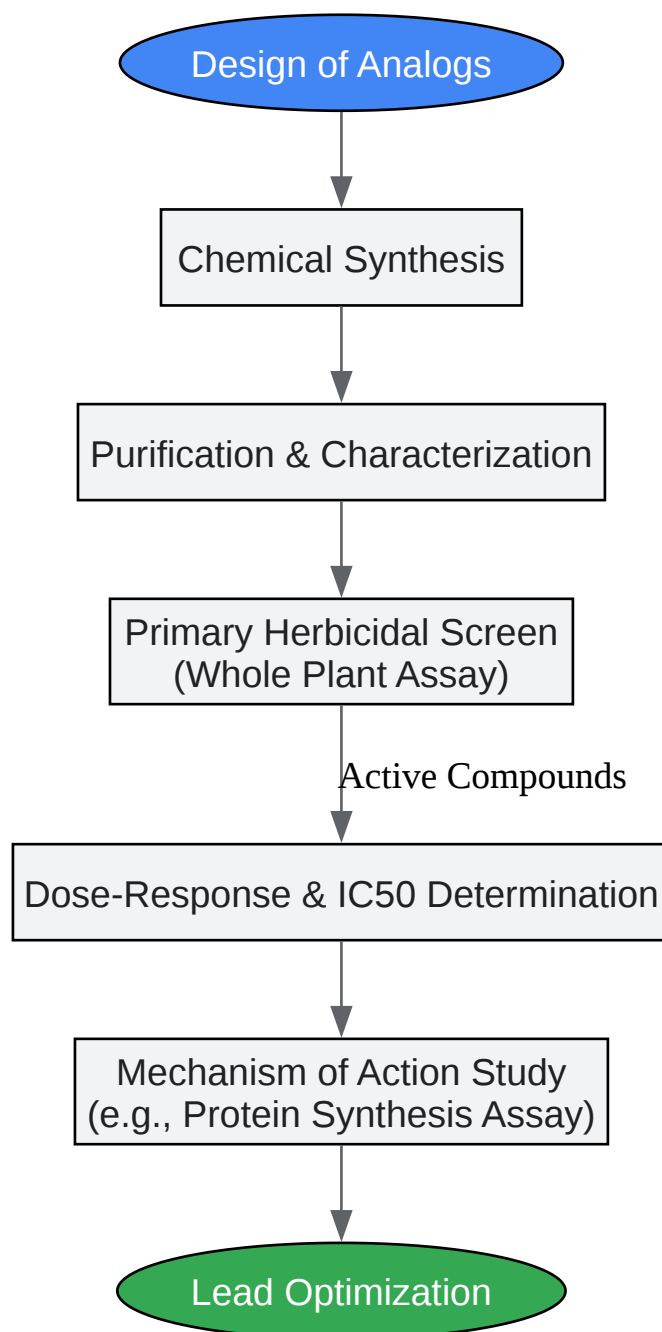 Design of Analogs
Chemical Synthesis
Purification & Characterization
Primary Herbicidal Screen
(Whole Plant Assay)
Active Compounds
Dose-Response & IC50 Determination
Mechanism of Action Study
(e.g., Protein Synthesis Assay)
Lead Optimization